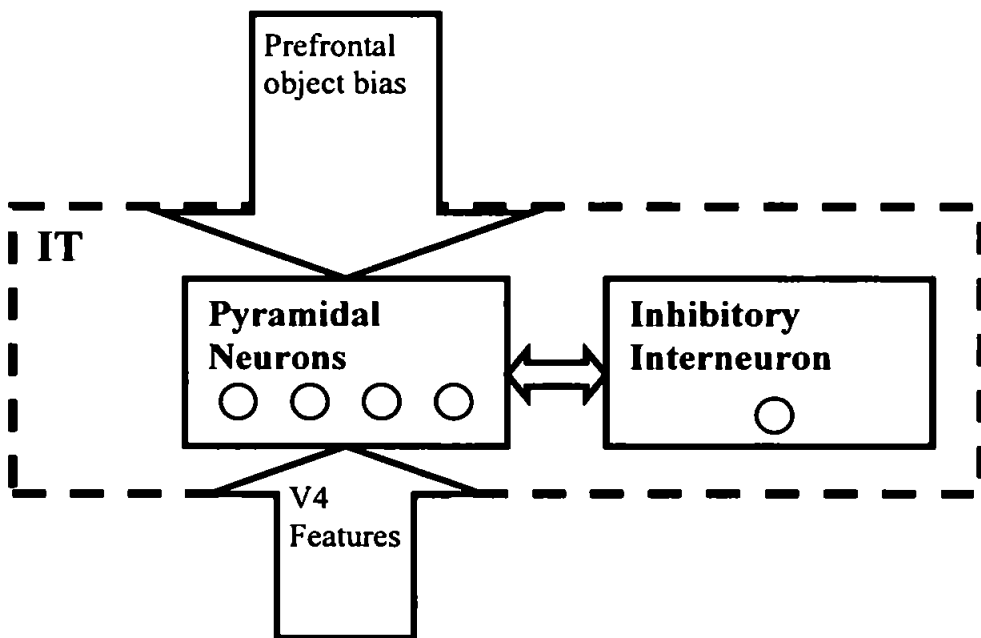 Prefrontal
object bias
IT
Pyramidal
Neurons
Inhibitory
Interneuron
V4
Features